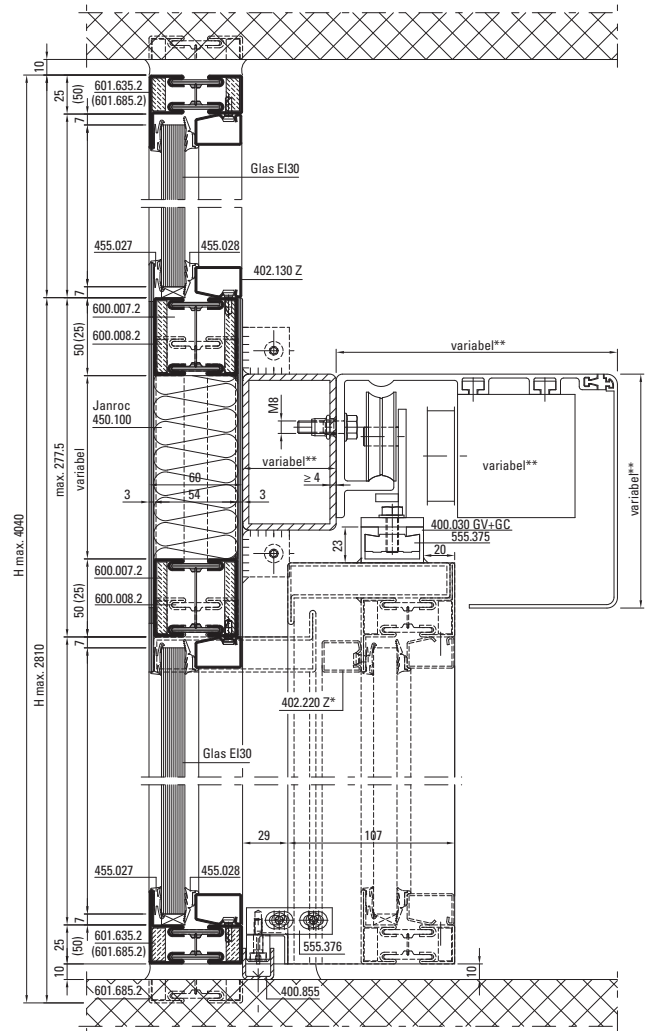 10
25
(50)
7
601.635.2
(601.685.2)
Glas EI30
455.027
455.028
402.130 Z
7
600.007.2
50 (25)
600.008.2
variabel**
M8
Janroc
450.100
variabel
max. 277.5
H max. 4040
variabel**
variabel**
variabel**
60
≥ 4
3
54
3
400.030 GV+GC
555.375
23
20
600.007.2
50 (25)
600.008.2
7
H max. 2810
402.220 Z*
Glas EI30
29
107
455.027
455.028
7
25
(50)
601.635.2
(601.685.2)
555.376
10
10
601.685.2
400.855